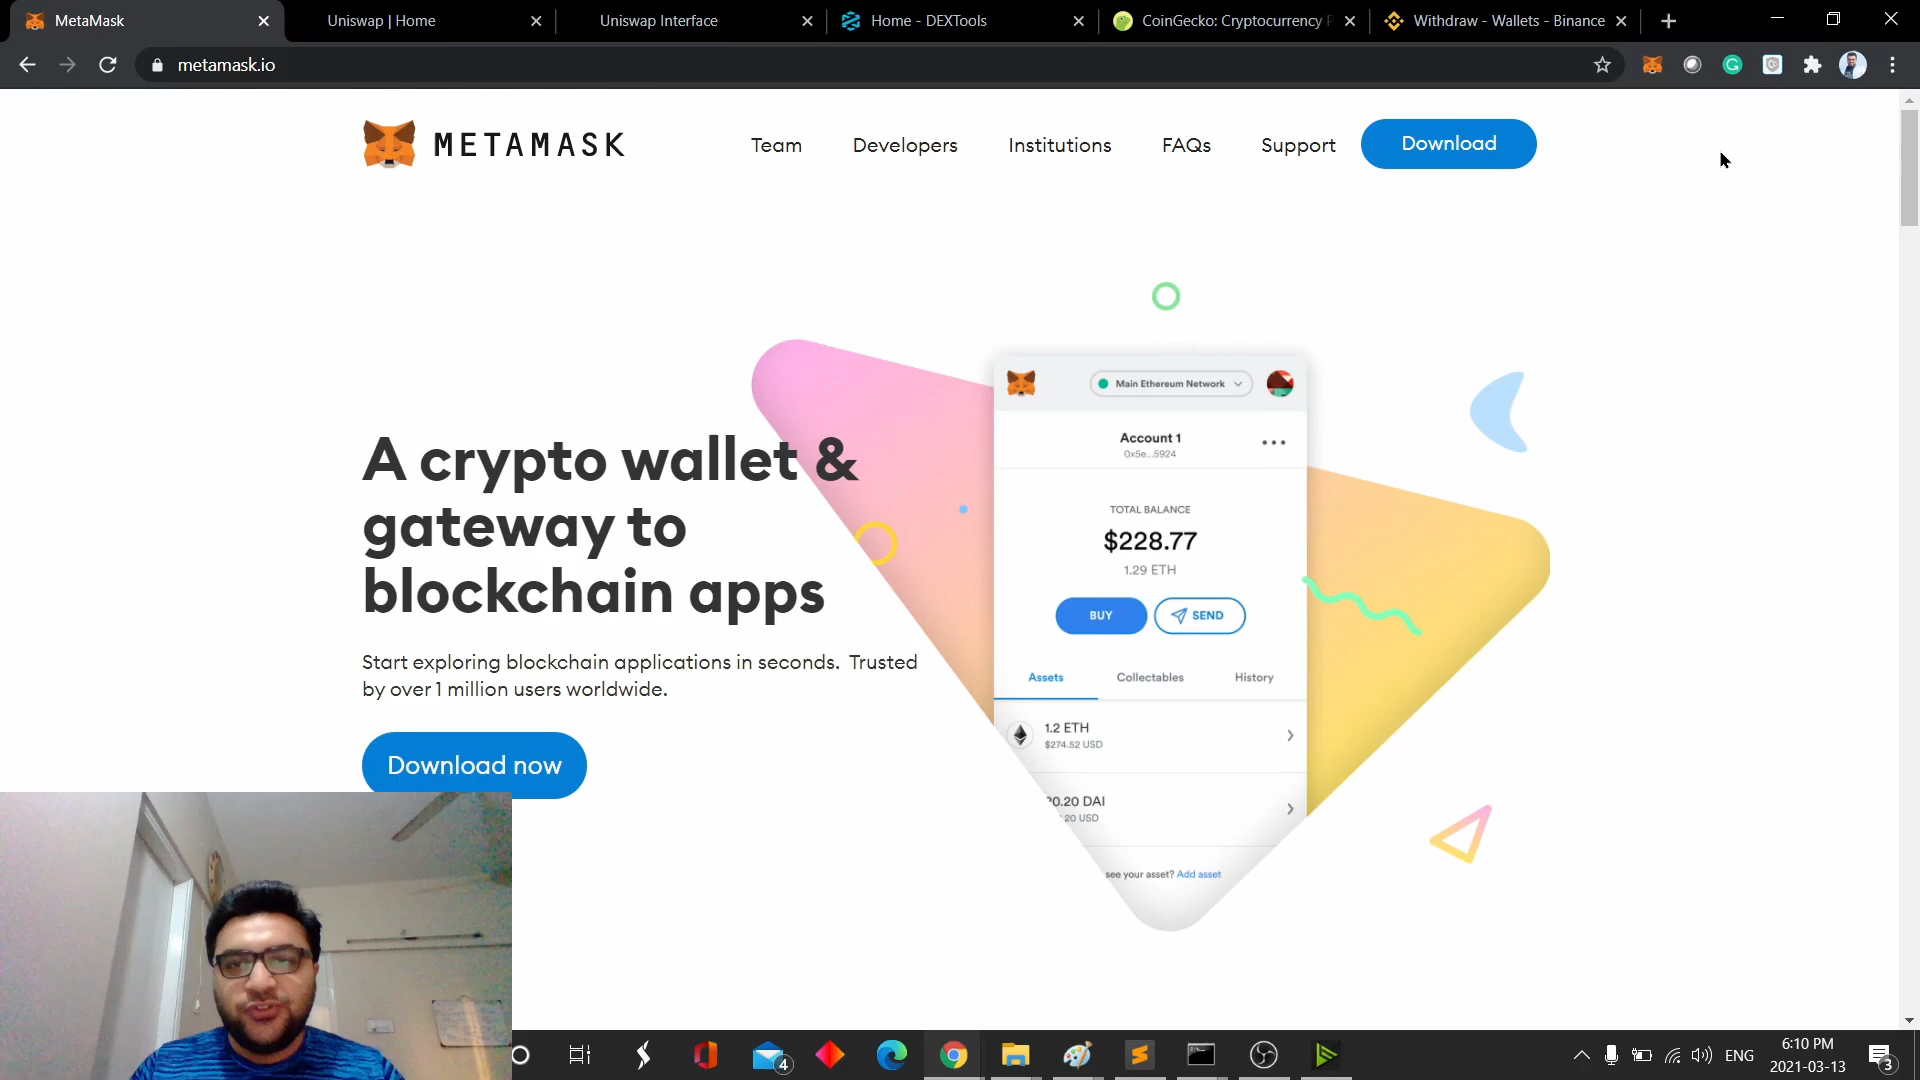 MetaMask
Uniswap | Home
Uniswap Interface
Home - DEXTools
CoinGecko: Cryptocurrency P
Withdraw - Wallets - Binance
metamask.io
METAMASK
Team
Developers
Institutions
FAQs
Support
Download
A crypto wallet &
gateway to
blockchain apps
Start exploring blockchain applications in seconds. Trusted
by over 1 million users worldwide.
Download now
Main Ethereum Network
Account 1
0x5e...5924
TOTAL BALANCE
$228.77
1.29 ETH
BUY
SEND
Assets
Collectables
History
1.2 ETH
$274.52 USD
0.20 DAI
20 USD
see your asset? Add asset
4
ENG
6:10 PM
2021-03-13
3